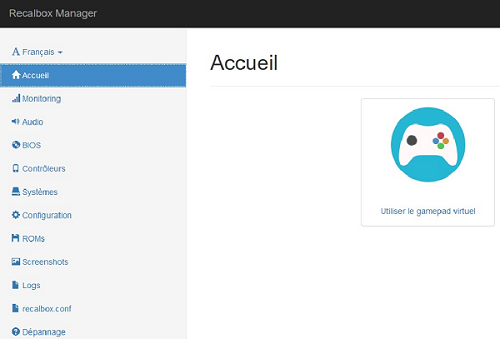 Recalbox Manager
Français
Accueil
Monitoring
Audio
BIOS
Contrôleurs
Systèmes
Configuration
ROMs
Screenshots
Logs
recalbox.conf
Dépannage
Accueil
Utiliser le gamepad virtuel